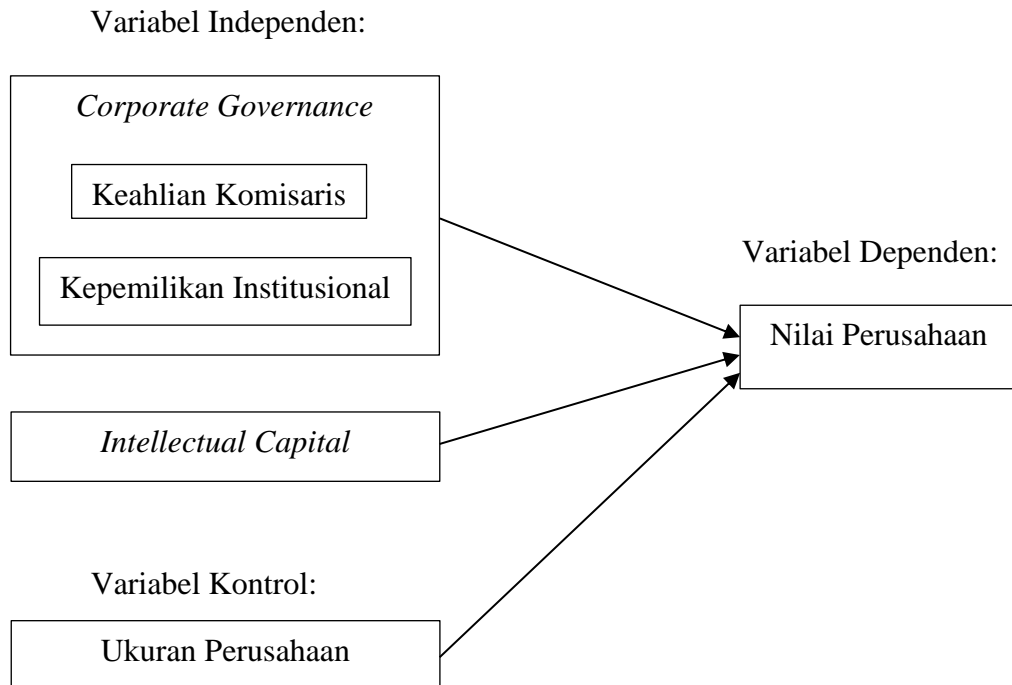 Variabel Independen:
Corporate Governance
Keahlian Komisaris
Kepemilikan Institusional
Variabel Dependen:
Nilai Perusahaan
Intellectual Capital
Variabel Kontrol:
Ukuran Perusahaan